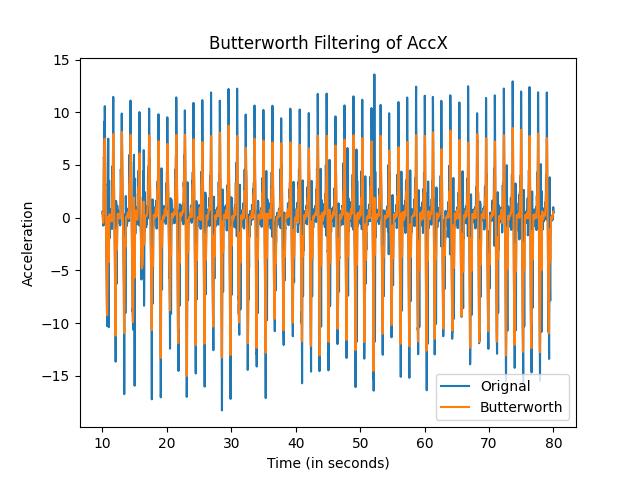 Butterworth Filtering of AccX
15
10
5
0
−5
−10
−15
Acceleration
10 20 30 40 50 60 70 80
Time (in seconds)
Orignal
Butterworth